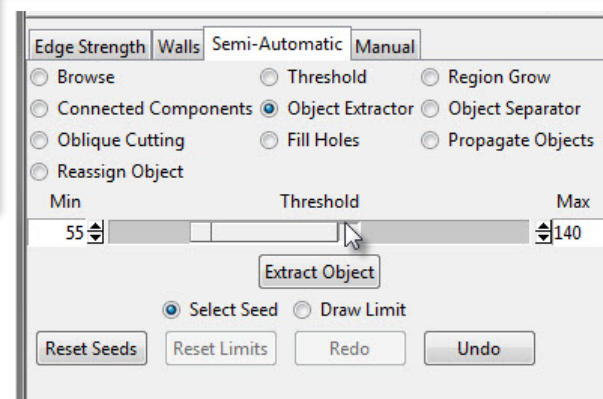 Edge Strength Walls Semi-Automatic Manual
Browse Threshold Region Grow
Connected Components Object Extractor Object Separator
Oblique Cutting Fill Holes Propagate Objects
Reassign Object
Min Threshold Max
55 140
Extract Object
Select Seed Draw Limit
Reset Seeds Reset Limits Redo Undo